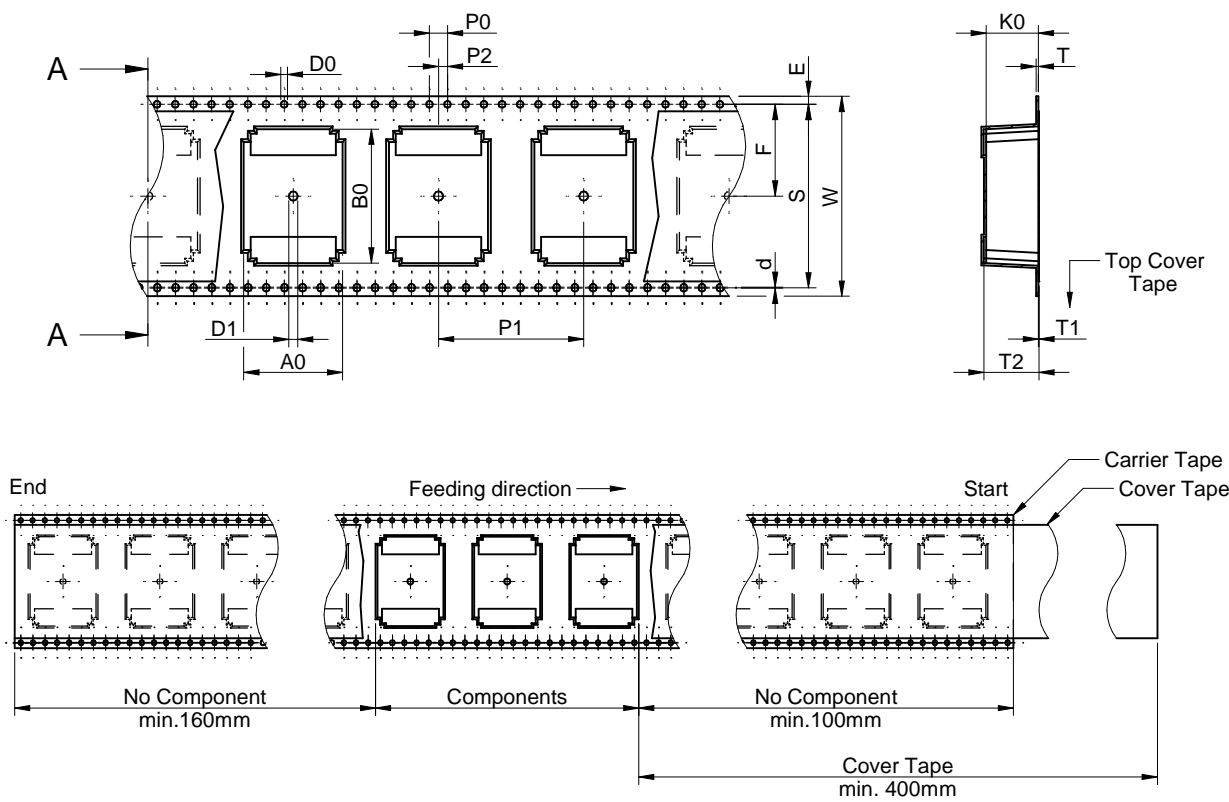 P0
K0
P2
T
A
D0
E
F
B0
S
W
d
Top Cover
Tape
D1
P1
T1
A
A0
T2
Carrier Tape
End
Feeding direction
Start
Cover Tape
No Component
min.160mm
Components
No Component
min.100mm
Cover Tape
min. 400mm